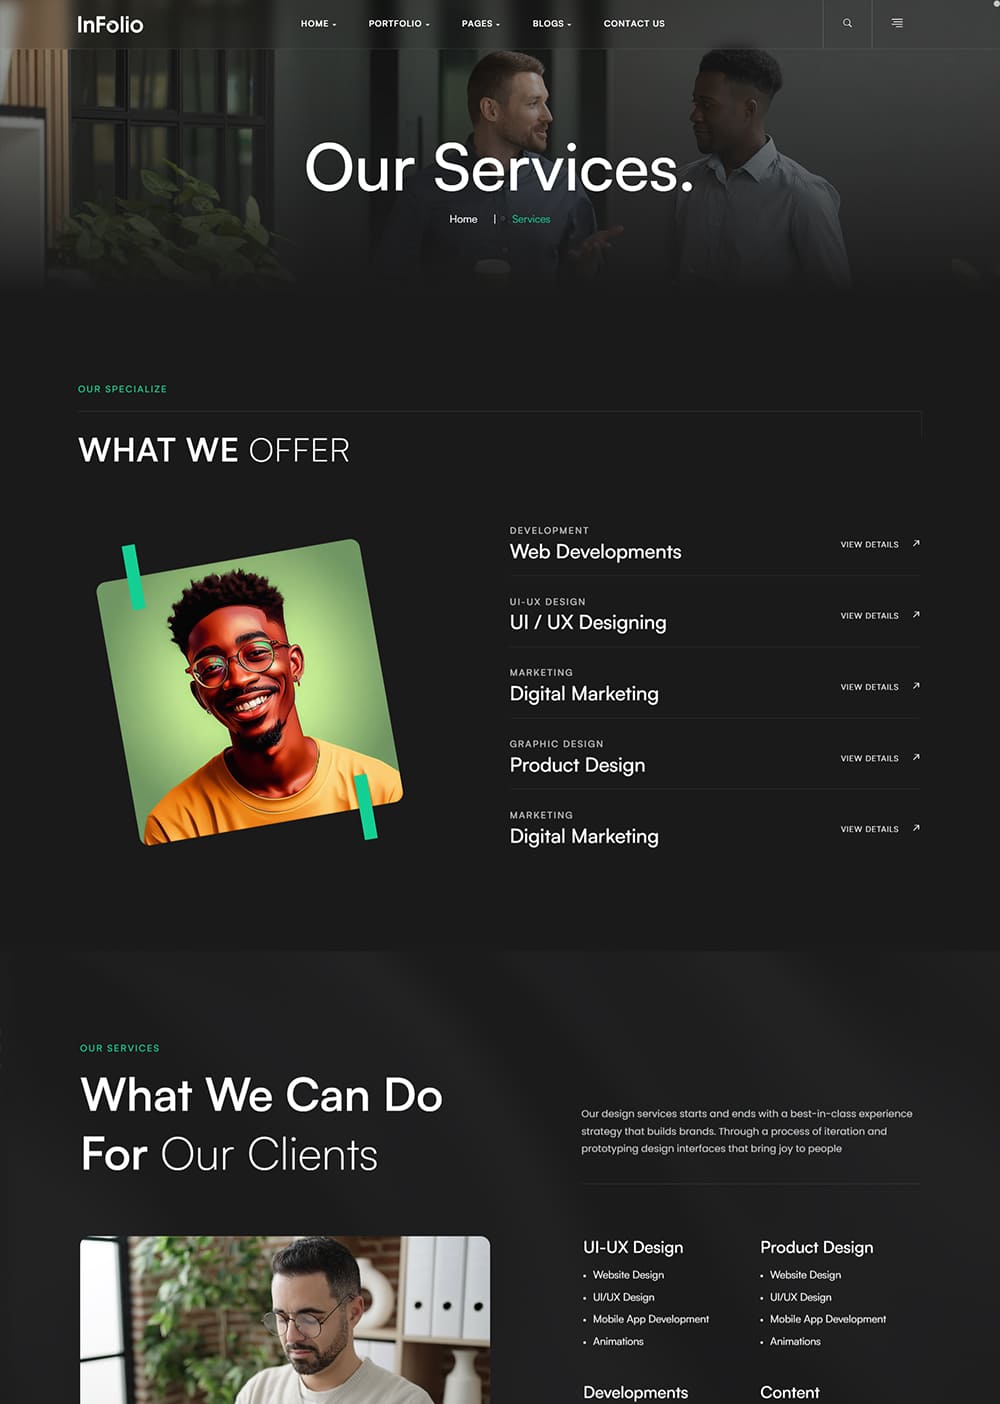 InFolio
HOME
PORTFOLIO
PAGES
BLOGS
CONTACT US
Our Services.
Home | Services
OUR SPECIALIZE
WHAT WE OFFER
DEVELOPMENT
Web Developments
VIEW DETAILS
UI-UX DESIGN
UI / UX Designing
VIEW DETAILS
MARKETING
Digital Marketing
VIEW DETAILS
GRAPHIC DESIGN
Product Design
VIEW DETAILS
MARKETING
Digital Marketing
VIEW DETAILS
OUR SERVICES
What We Can Do
For Our Clients
Our design services starts and ends with a best-in-class experience
strategy that builds brands. Through a process of iteration and
prototyping design interfaces that bring joy to people
UI-UX Design
• Website Design
• UI/UX Design
• Mobile App Development
• Animations
Product Design
• Website Design
• UI/UX Design
• Mobile App Development
• Animations
Developments
Content